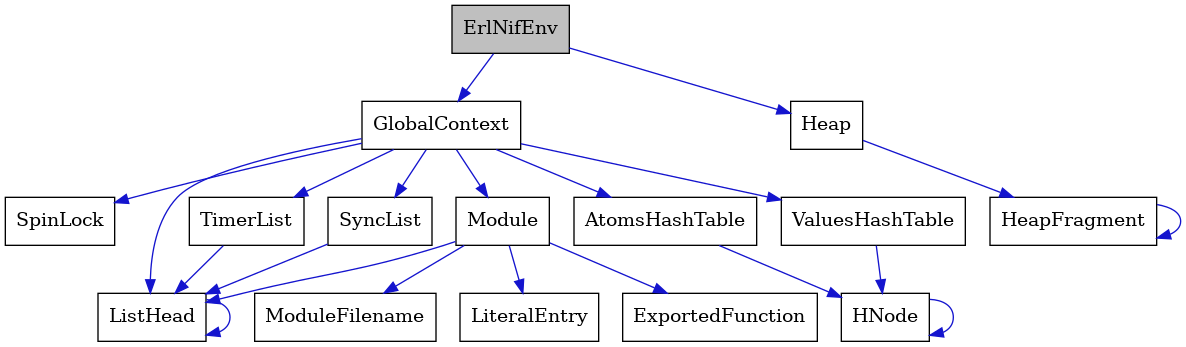 ErlNifEnv
GlobalContext
Heap
SpinLock
TimerList
SyncList
Module
AtomsHashTable
ValuesHashTable
HeapFragment
ListHead
ModuleFilename
LiteralEntry
ExportedFunction
HNode